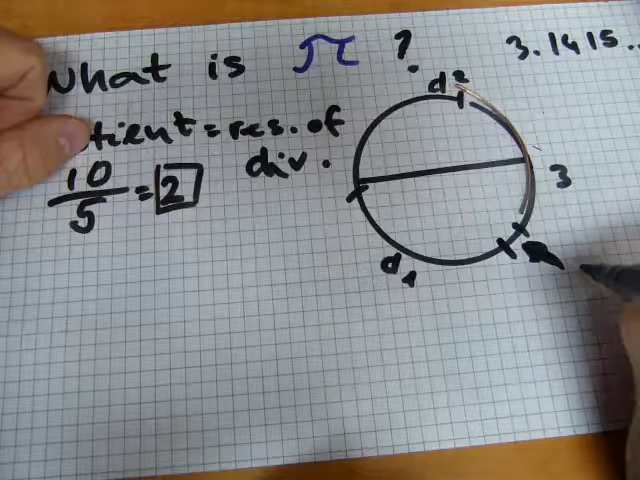 What is π ?
3.1415..
tient = res. of
div.
10
5
= 2
d2
3
d1